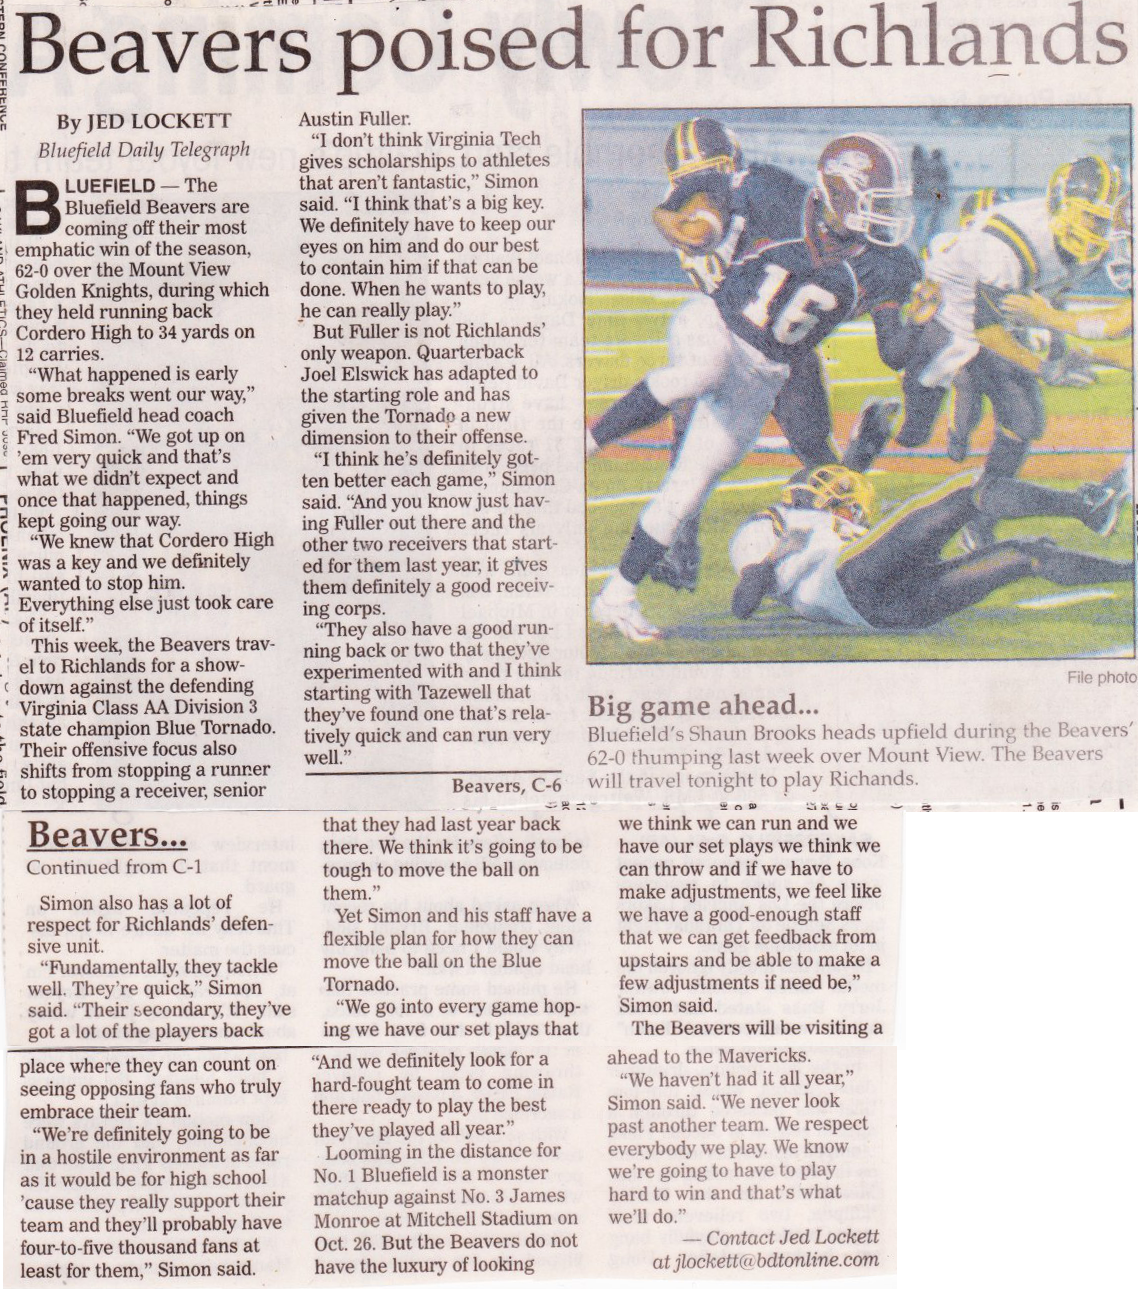 Beavers poised for Richlands
By JED LOCKETT
Bluefield Daily Telegraph
BLUEFIELD — The
Bluefield Beavers are
coming off their most
emphatic win of the season,
62-0 over the Mount View
Golden Knights, during which
they held running back
Cordero High to 34 yards on
12 carries.
“What happened is early
some breaks went our way,”
said Bluefield head coach
Fred Simon. “We got up on
’em very quick and that’s
what we didn’t expect and
once that happened, things
kept going our way.
“We knew that Cordero High
was a key and we definitely
wanted to stop him.
Everything else just took care
of itself.”
This week, the Beavers trav-
el to Richlands for a show-
down against the defending
Virginia Class AA Division 3
state champion Blue Tornado.
Their offensive focus also
shifts from stopping a runner
to stopping a receiver, senior
Austin Fuller.
“I don’t think Virginia Tech
gives scholarships to athletes
that aren’t fantastic,” Simon
said. “I think that’s a big key.
We definitely have to keep our
eyes on him and do our best
to contain him if that can be
done. When he wants to play,
he can really play.”
But Fuller is not Richlands’
only weapon. Quarterback
Joel Elswick has adapted to
the starting role and has
given the Tornado a new
dimension to their offense.
“I think he’s definitely got-
ten better each game,” Simon
said. “And you know just hav-
ing Fuller out there and the
other two receivers that start-
ed for them last year, it gives
them definitely a good receiv-
ing corps.
“They also have a good run-
ning back or two that they’ve
experimented with and I think
starting with Tazewell that
they’ve found one that’s rela-
tively quick and can run very
well.”
Beavers, C-6
16
File photo
Big game ahead...
Bluefield’s Shaun Brooks heads upfield during the Beavers’
62-0 thumping last week over Mount View. The Beavers
will travel tonight to play Richands.
Beavers...
Continued from C-1
Simon also has a lot of
respect for Richlands’ defen-
sive unit.
“Fundamentally, they tackle
well. They’re quick,” Simon
said. “Their secondary, they’ve
got a lot of the players back
that they had last year back
there. We think it’s going to be
tough to move the ball on
them.”
Yet Simon and his staff have a
flexible plan for how they can
move the ball on the Blue
Tornado.
“We go into every game hop-
ing we have our set plays that
we think we can run and we
have our set plays we think we
can throw and if we have to
make adjustments, we feel like
we have a good-enough staff
that we can get feedback from
upstairs and be able to make a
few adjustments if need be,”
Simon said.
The Beavers will be visiting a
place where they can count on
seeing opposing fans who truly
embrace their team.
“We’re definitely going to be
in a hostile environment as far
as it would be for high school
’cause they really support their
team and they’ll probably have
four-to-five thousand fans at
least for them,” Simon said.
“And we definitely look for a
hard-fought team to come in
there ready to play the best
they’ve played all year.”
Looming in the distance for
No. 1 Bluefield is a monster
matchup against No. 3 James
Monroe at Mitchell Stadium on
Oct. 26. But the Beavers do not
have the luxury of looking
ahead to the Mavericks.
“We haven’t had it all year,”
Simon said. “We never look
past another team. We respect
everybody we play. We know
we’re going to have to play
hard to win and that’s what
we’ll do.”
— Contact Jed Lockett
at jlockett@bdtonline.com